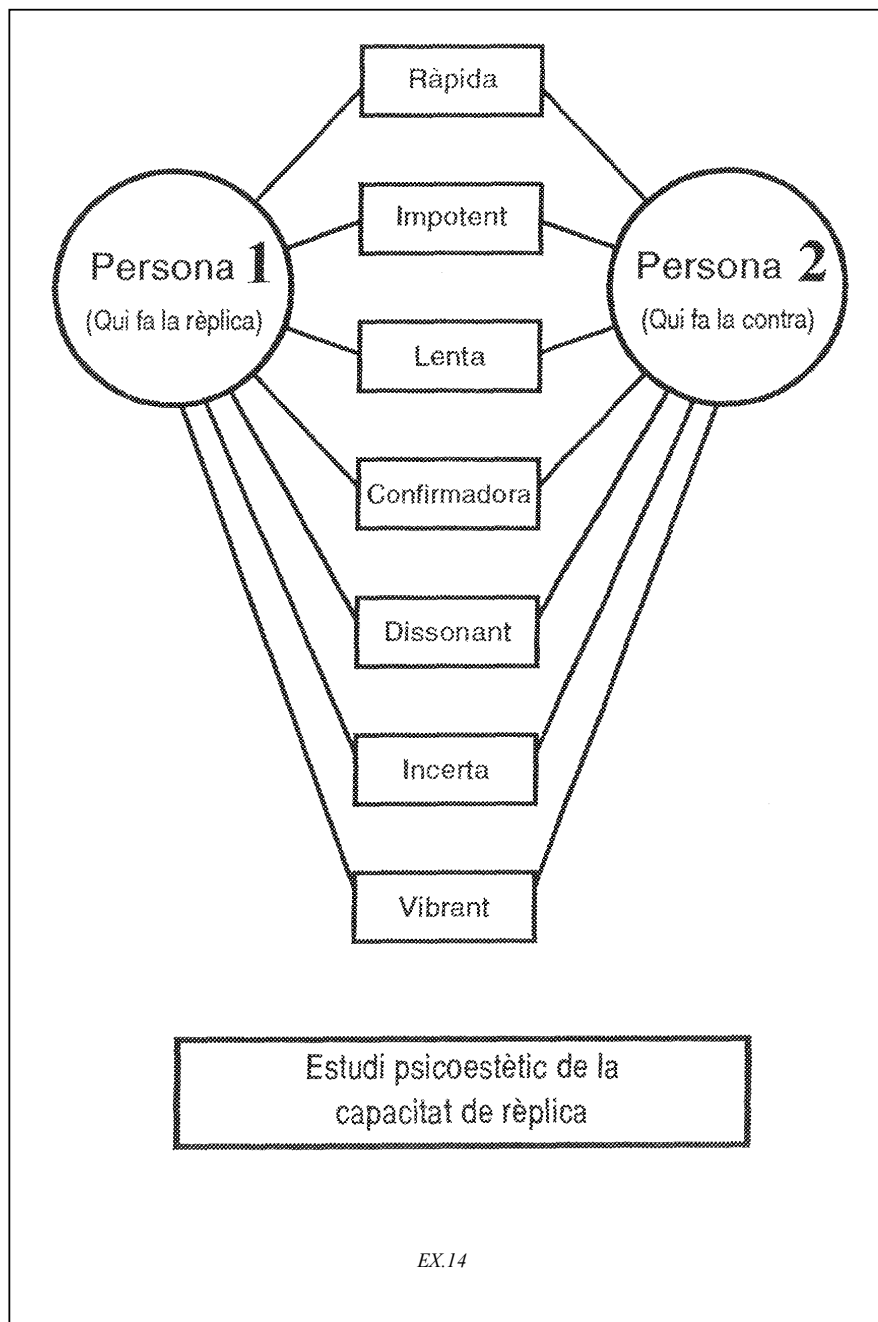 Ràpida
Impotent
Persona 1
(Qui fa la rèplica)
Persona 2
(Qui fa la contra)
Lenta
Confirmadora
Dissonant
Incerta
Vibrant
Estudi psicoestètic de la
capacitat de rèplica
EX.14